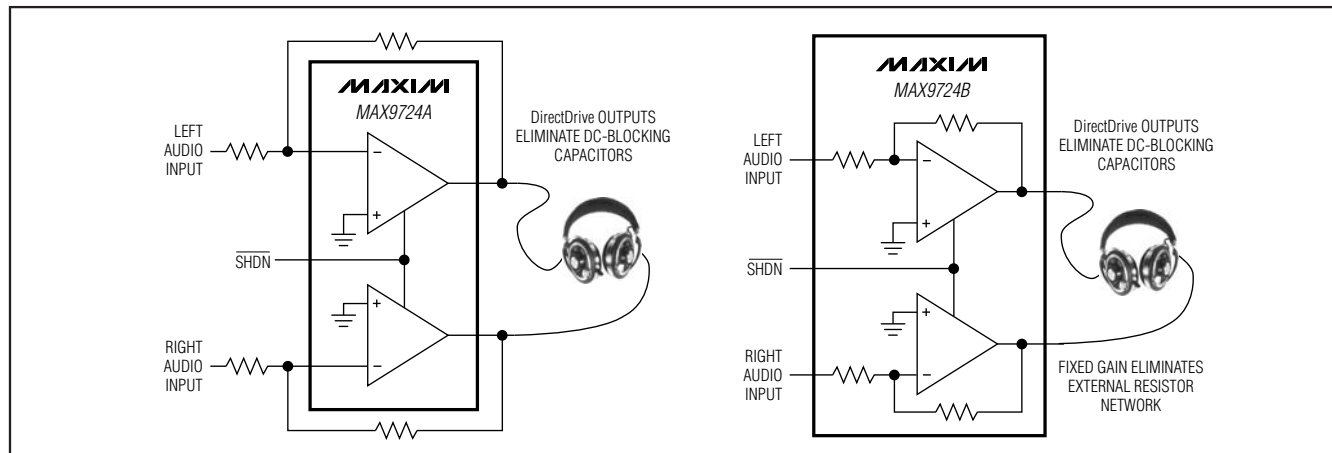 MAXIM
MAX9724A
LEFT
AUDIO
INPUT
DirectDrive OUTPUTS
ELIMINATE DC-BLOCKING
CAPACITORS
−
+
SHDN
+
−
RIGHT
AUDIO
INPUT
MAXIM
MAX9724B
LEFT
AUDIO
INPUT
DirectDrive OUTPUTS
ELIMINATE DC-BLOCKING
CAPACITORS
−
+
SHDN
+
−
RIGHT
AUDIO
INPUT
FIXED GAIN ELIMINATES
EXTERNAL RESISTOR
NETWORK